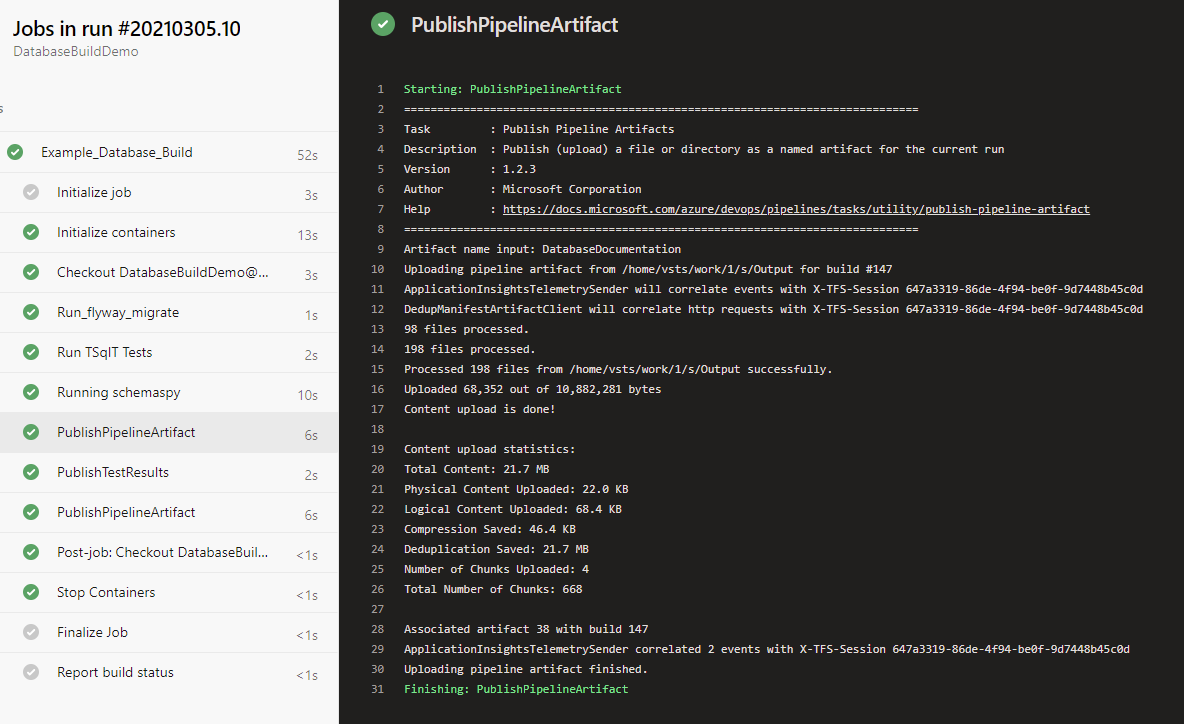 Jobs in run #20210305.10
DatabaseBuildDemo
s
Example_Database_Build 52s
Initialize job 3s
Initialize containers 13s
Checkout DatabaseBuildDemo@... 3s
Run_flyway_migrate 1s
Run TSqlT Tests 2s
Running schemaspy 10s
PublishPipelineArtifact 6s
PublishTestResults 2s
PublishPipelineArtifact 6s
Post-job: Checkout DatabaseBuil... <1s
Stop Containers <1s
Finalize Job <1s
Report build status <1s
PublishPipelineArtifact
1 Starting: PublishPipelineArtifact
2 ==============================================================================
3 Task : Publish Pipeline Artifacts
4 Description : Publish (upload) a file or directory as a named artifact for the current run
5 Version : 1.2.3
6 Author : Microsoft Corporation
7 Help : https://docs.microsoft.com/azure/devops/pipelines/tasks/utility/publish-pipeline-artifact
8 ==============================================================================
9 Artifact name input: DatabaseDocumentation
10 Uploading pipeline artifact from /home/vsts/work/1/s/Output for build #147
11 ApplicationInsightsTelemetrySender will correlate events with X-TFS-Session 647a3319-86de-4f94-be0f-9d7448b45c0d
12 DedupManifestArtifactClient will correlate http requests with X-TFS-Session 647a3319-86de-4f94-be0f-9d7448b45c0d
13 98 files processed.
14 198 files processed.
15 Processed 198 files from /home/vsts/work/1/s/Output successfully.
16 Uploaded 68,352 out of 10,882,281 bytes
17 Content upload is done!
18
19 Content upload statistics:
20 Total Content: 21.7 MB
21 Physical Content Uploaded: 22.0 KB
22 Logical Content Uploaded: 68.4 KB
23 Compression Saved: 46.4 KB
24 Deduplication Saved: 21.7 MB
25 Number of Chunks Uploaded: 4
26 Total Number of Chunks: 668
27
28 Associated artifact 38 with build 147
29 ApplicationInsightsTelemetrySender correlated 2 events with X-TFS-Session 647a3319-86de-4f94-be0f-9d7448b45c0d
30 Uploading pipeline artifact finished.
31 Finishing: PublishPipelineArtifact